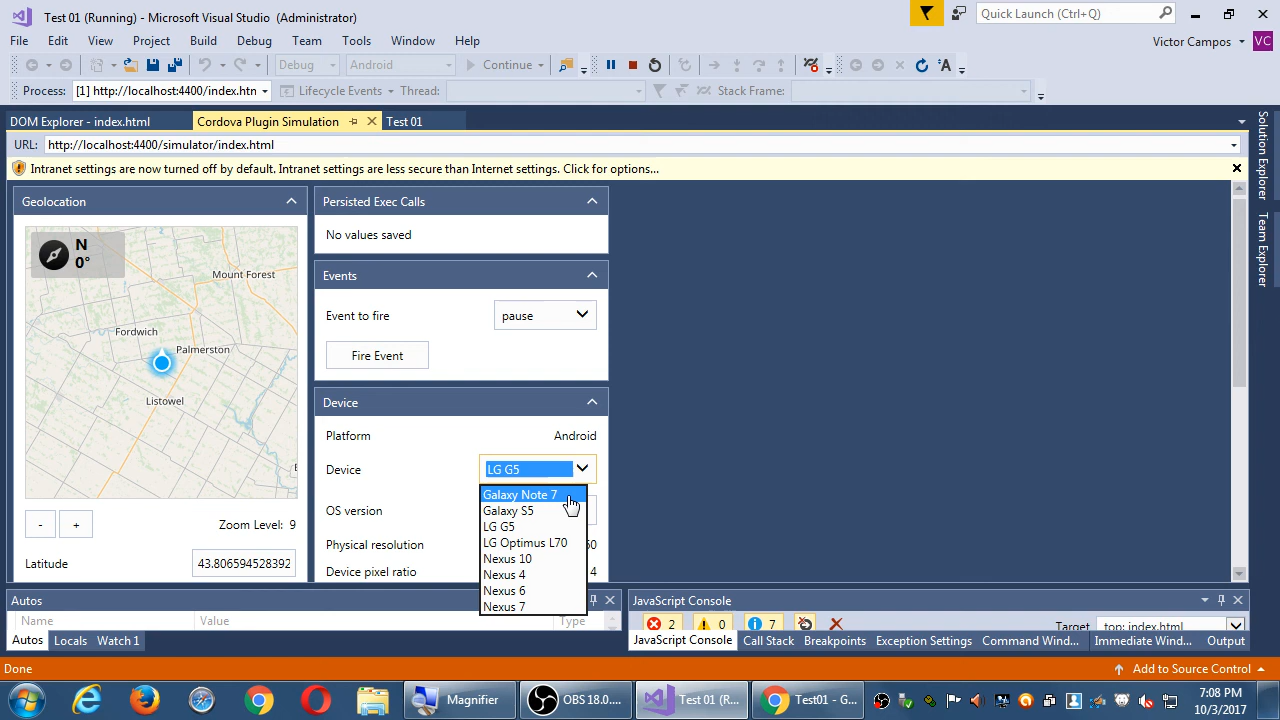 Test 01 (Running) - Microsoft Visual Studio (Administrator)
Quick Launch (Ctrl+Q)
File Edit View Project Build Debug Team Tools Window Help
Victor Campos VC
Debug Android Continue
Process: [1] http://localhost:4400/index.htn Lifecycle Events Thread: Stack Frame:
DOM Explorer - index.html Cordova Plugin Simulation Test 01
URL: http://localhost:4400/simulator/index.html
Intranet settings are now turned off by default. Intranet settings are less secure than Internet settings. Click for options...
Solution Explorer
Team Explorer
Geolocation
N
0°
Mount Forest
Fordwich
Palmerston
Listowel
- + Zoom Level: 9
Latitude 43.806594528392
Persisted Exec Calls
No values saved
Events
Event to fire pause
Fire Event
Device
Platform Android
Device LG G5
OS version
Physical resolution 60
Device pixel ratio 4
Galaxy Note 7
Galaxy S5
LG G5
LG Optimus L70
Nexus 10
Nexus 4
Nexus 6
Nexus 7
Autos
Name Value Type
Autos Locals Watch 1
JavaScript Console
2 0 7 Target top: index.html
JavaScript Console Call Stack Breakpoints Exception Settings Command Wind... Immediate Wind... Output
Done Add to Source Control
Magnifier OBS 18.0.... Test 01 (R... Test01 - G...
7:08 PM
10/3/2017